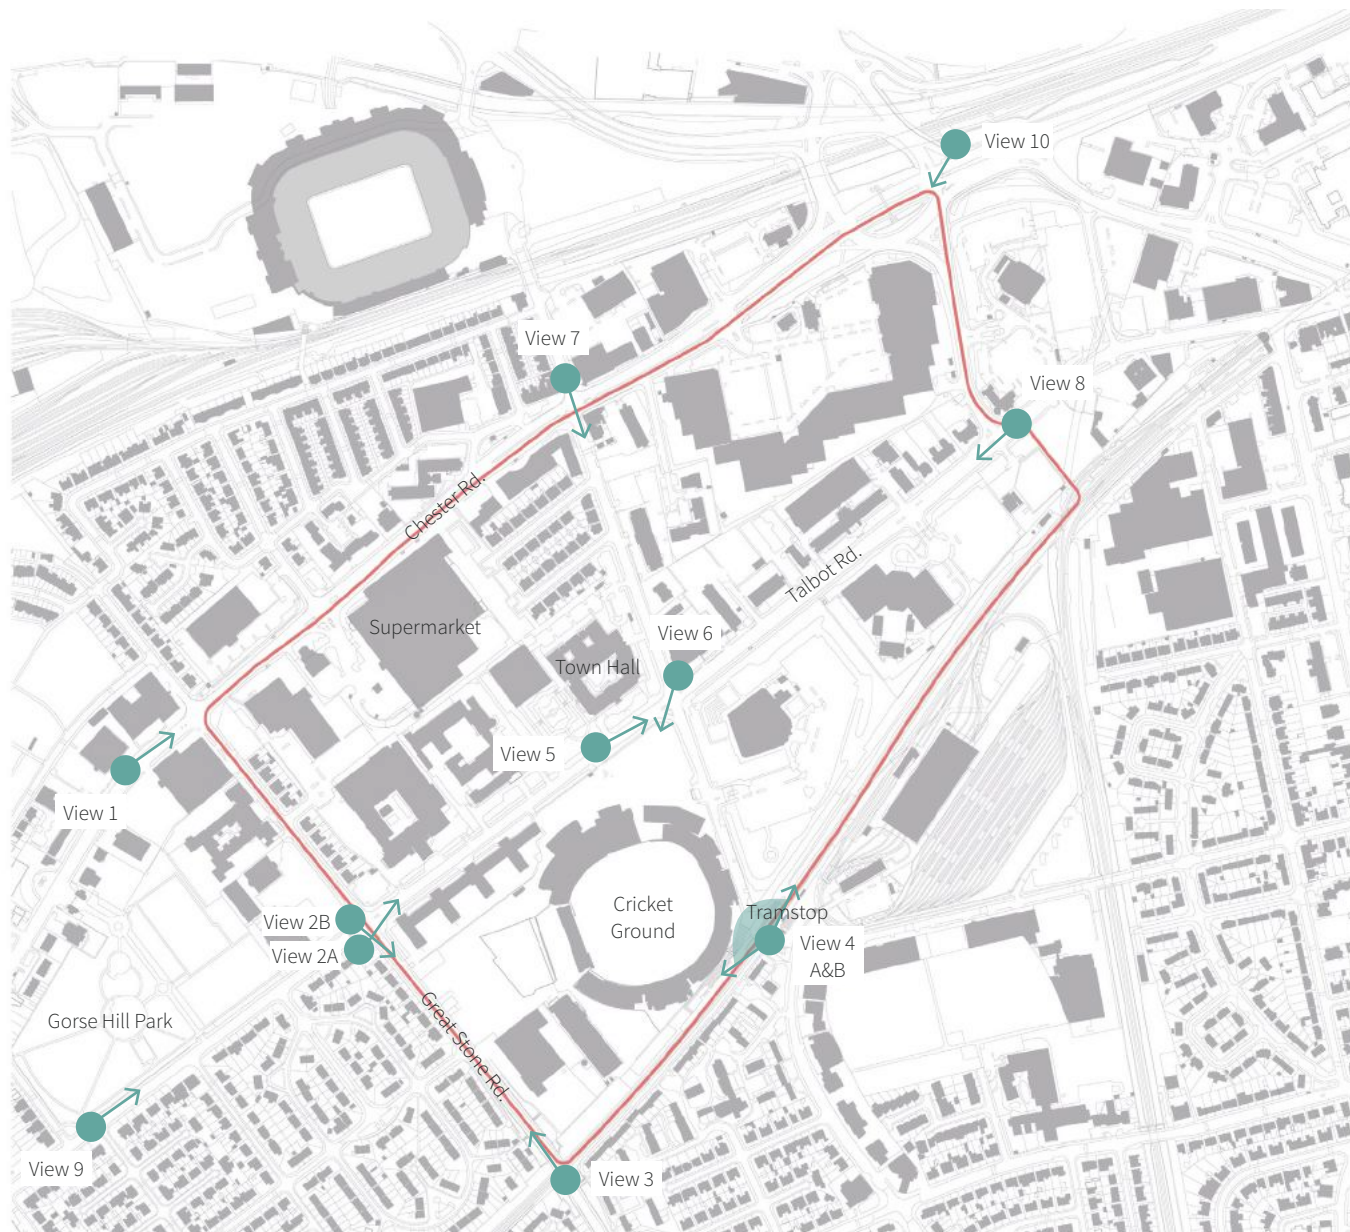 View 10
View 7
View 8
Chester Rd.
Talbot Rd.
Supermarket
View 6
Town Hall
View 5
View 1
Cricket
Ground
Tramstop
View 2B
View 4
A&B
View 2A
Great Stone Rd.
Gorse Hill Park
View 9
View 3